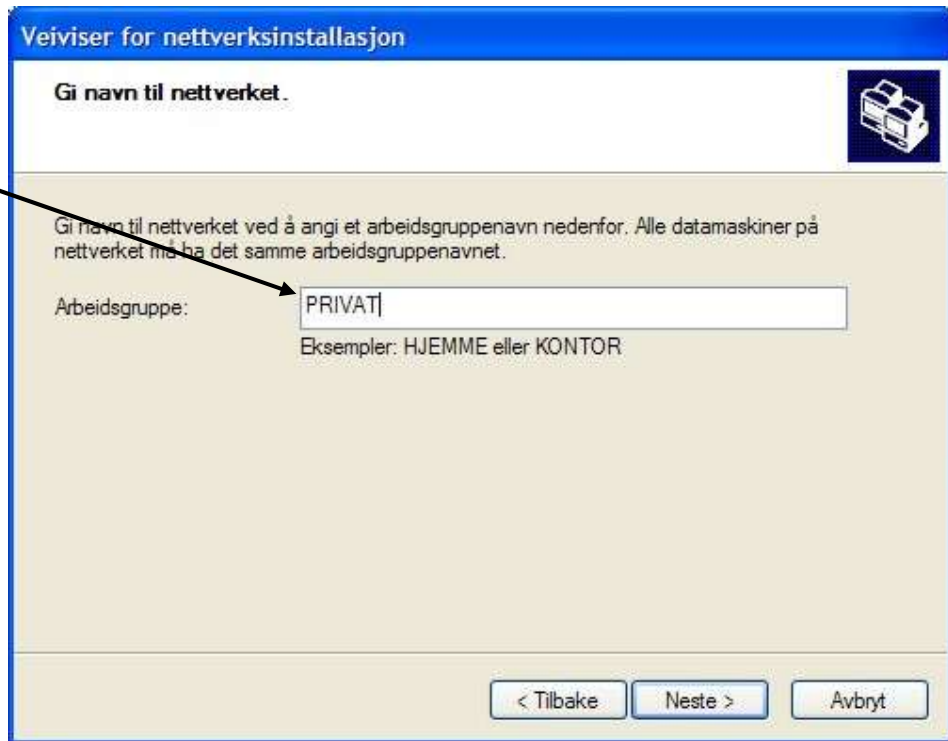 Veiviser for nettverksinstallasjon
Gi navn til nettverket.
Gi navn til nettverket ved å angi et arbeidsgruppenavn nedenfor. Alle datamaskiner på
nettverket må ha det samme arbeidsgruppenavnet.
Arbeidsgruppe: PRIVAT
Eksempler: HJEMME eller KONTOR
< Tilbake Neste > Avbryt